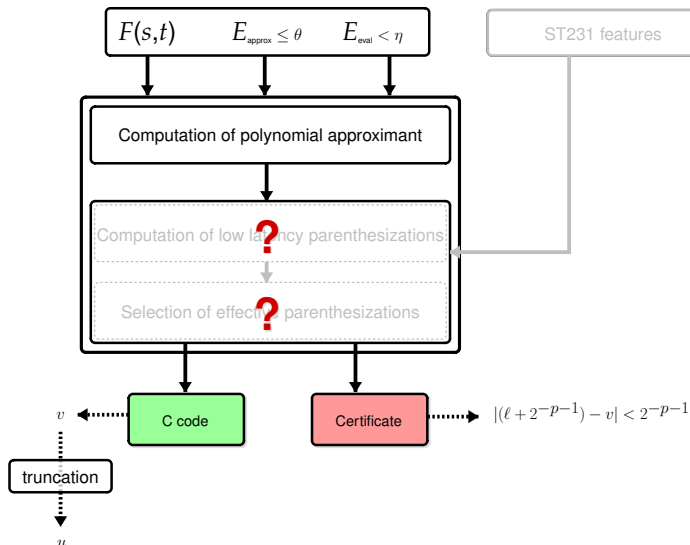 F(s,t) E_approx ≤ θ E_eval < η
ST231 features
Computation of polynomial approximant
Computation of low latency parenthesizations
?
Selection of effective parenthesizations
?
v
C code
Certificate
|(ℓ + 2^{−p−1}) − v| < 2^{−p−1}
truncation
u